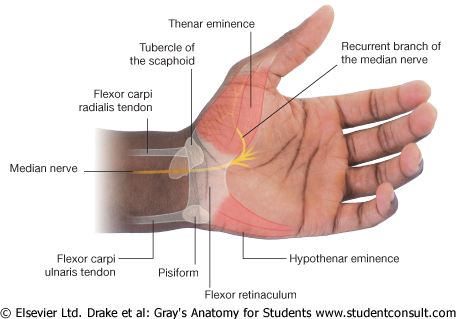 Thenar eminence
Tubercle of
the scaphoid
Recurrent branch of
the median nerve
Flexor carpi
radialis tendon
Median nerve
Flexor carpi
ulnaris tendon
Pisiform
Hypothenar eminence
Flexor retinaculum
© Elsevier Ltd. Drake et al: Gray's Anatomy for Students www.studentconsult.com